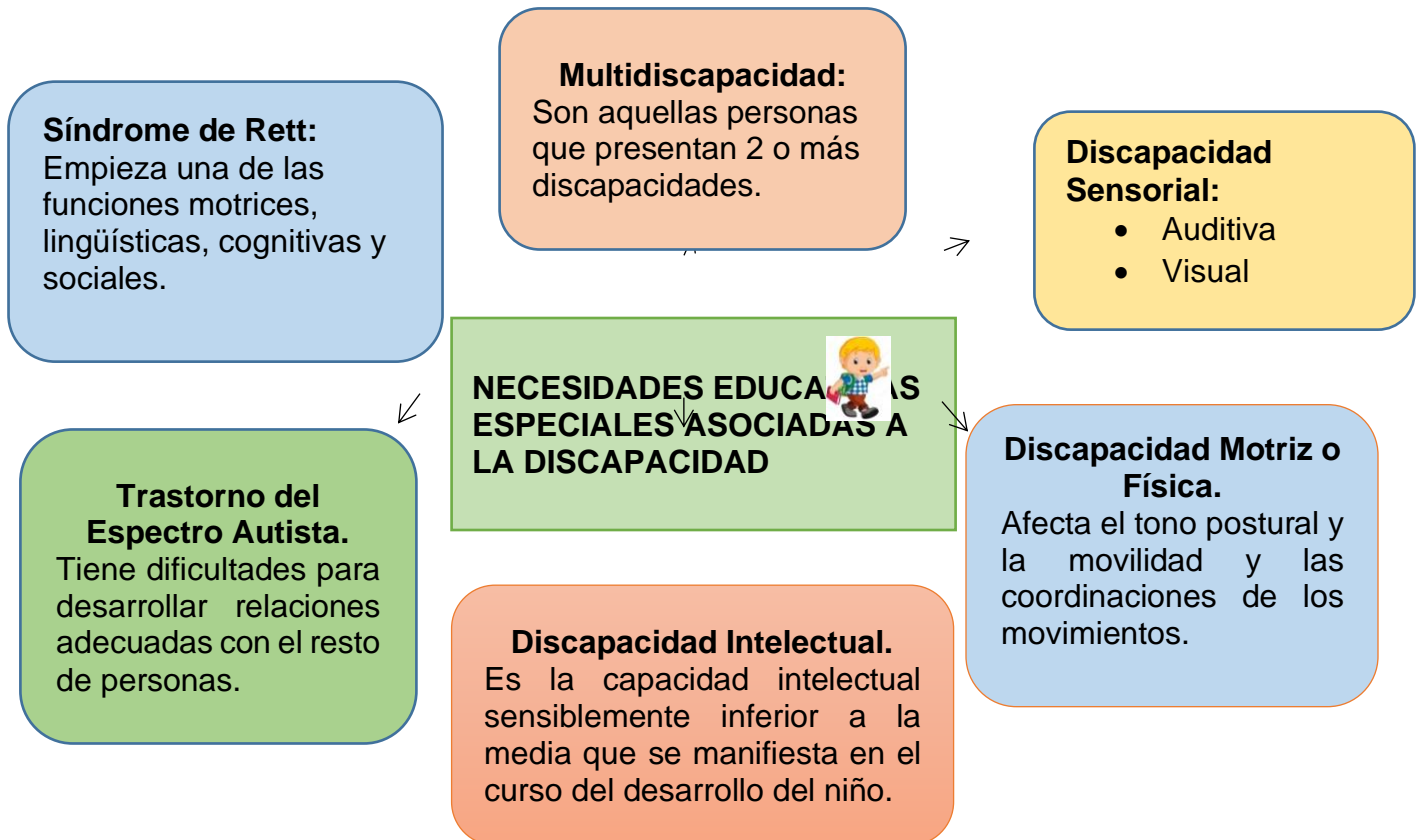 Multidiscapacidad:
Son aquellas personas
que presentan 2 o más
discapacidades.
Síndrome de Rett:
Empieza una de las
funciones motrices,
lingüísticas, cognitivas y
sociales.
Discapacidad
Sensorial:
• Auditiva
• Visual
NECESIDADES EDUCA AS
ESPECIALES ASOCIADAS A
LA DISCAPACIDAD
Trastorno del
Espectro Autista.
Tiene dificultades para
desarrollar relaciones
adecuadas con el resto
de personas.
Discapacidad Motriz o
Física.
Afecta el tono postural y
la movilidad y las
coordinaciones de los
movimientos.
Discapacidad Intelectual.
Es la capacidad intelectual
sensiblemente inferior a la
media que se manifiesta en el
curso del desarrollo del niño.